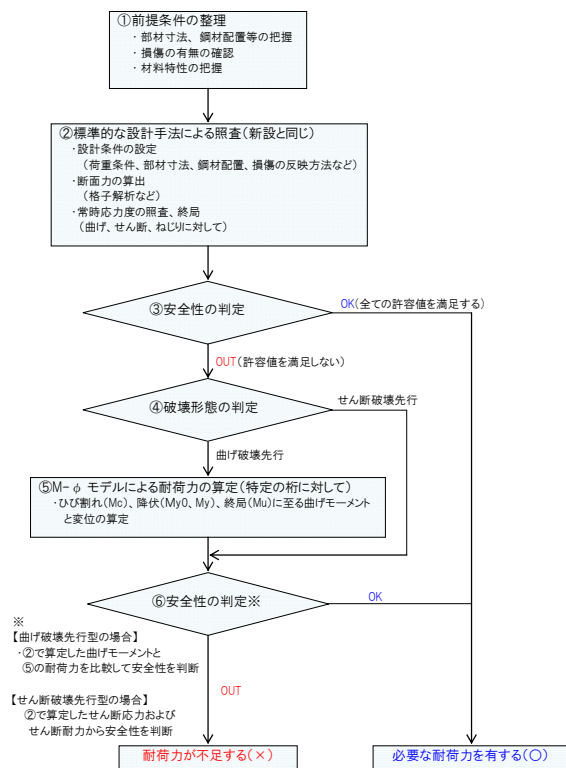 ①前提条件の整理
・部材寸法、鋼材配置等の把握
・損傷の有無の確認
・材料特性の把握
②標準的な設計手法による照査(新設と同じ)
・設計条件の設定
(荷重条件、部材寸法、鋼材配置、損傷の反映方法など)
・断面力の算出
(格子解析など)
・常時応力度の照査、終局
(曲げ、せん断、ねじりに対して)
③安全性の判定
OK(全ての許容値を満足する)
OUT(許容値を満足しない)
④破壊形態の判定
せん断破壊先行
曲げ破壊先行
⑤M-φ モデルによる耐荷力の算定(特定の桁に対して)
・ひび割れ(Mc)、降伏(My0、My)、終局(Mu)に至る曲げモーメント
と変位の算定
⑥安全性の判定※
OK
※
【曲げ破壊先行型の場合】
・②で算定した曲げモーメントと
⑤の耐荷力を比較して安全性を判断
OUT
【せん断破壊先行型の場合】
②で算定したせん断応力および
せん断耐力から安全性を判断
耐荷力が不足する(×)
必要な耐荷力を有する(○)